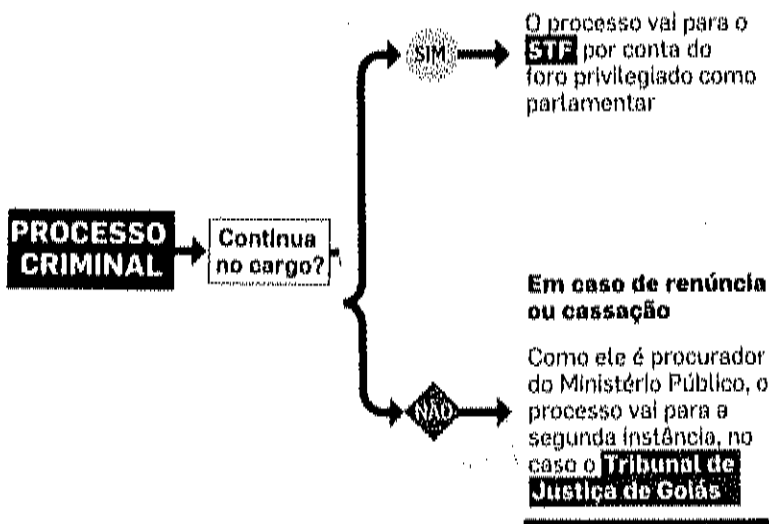 O processo vai para o
STF por conta do
foro privilegiado como
parlamentar
SIM
PROCESSO
CRIMINAL
Continua
no cargo?
Em caso de renúncia
ou cassação
Como ele é procurador
do Ministério Público, o
processo vai para a
segunda instância, no
caso o Tribunal de
Justiça de Goiás
NÃO